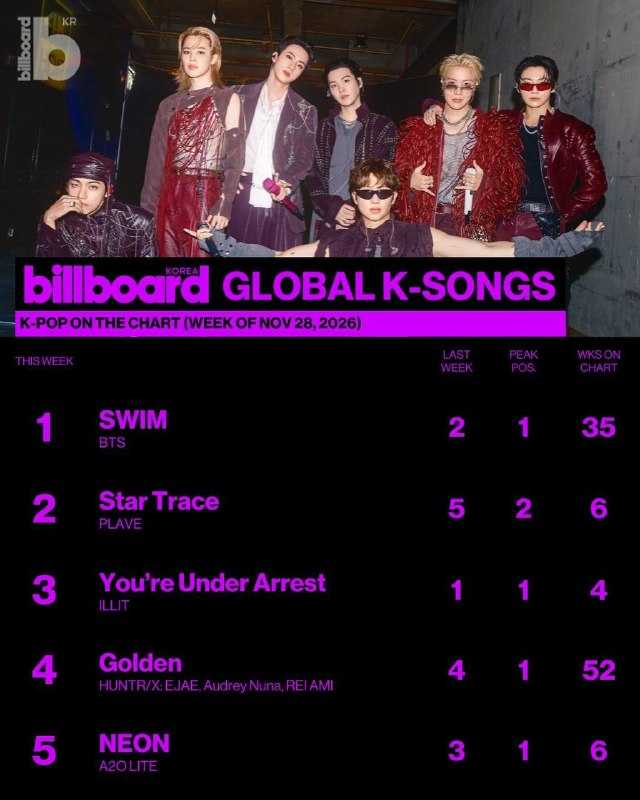 billboard KR
billboard KOREA GLOBAL K-SONGS
K-POP ON THE CHART (WEEK OF NOV 28, 2026)
THIS WEEK LAST WEEK PEAK POS. WKS ON CHART
1 SWIM 2 1 35
BTS
2 Star Trace 5 2 6
PLAVE
3 You're Under Arrest 1 1 4
ILLIT
4 Golden 4 1 52
HUNTR/X: EJAE, Audrey Nuna, REI AMI
5 NEON 3 1 6
A2O LITE